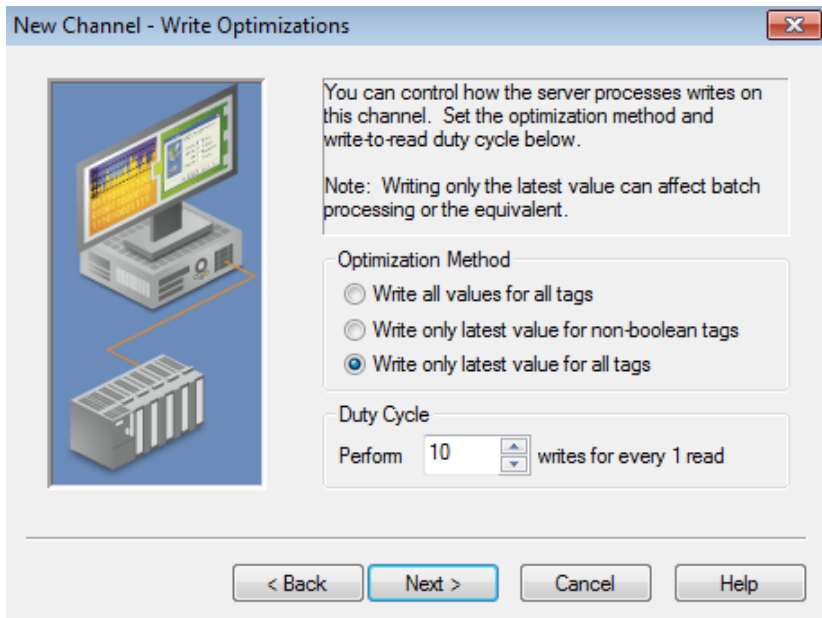 New Channel - Write Optimizations
You can control how the server processes writes on
this channel.  Set the optimization method and
write-to-read duty cycle below.
Note:  Writing only the latest value can affect batch
processing or the equivalent.
Optimization Method
Write all values for all tags
Write only latest value for non-boolean tags
Write only latest value for all tags
Duty Cycle
Perform 10 writes for every 1 read
< Back Next > Cancel Help